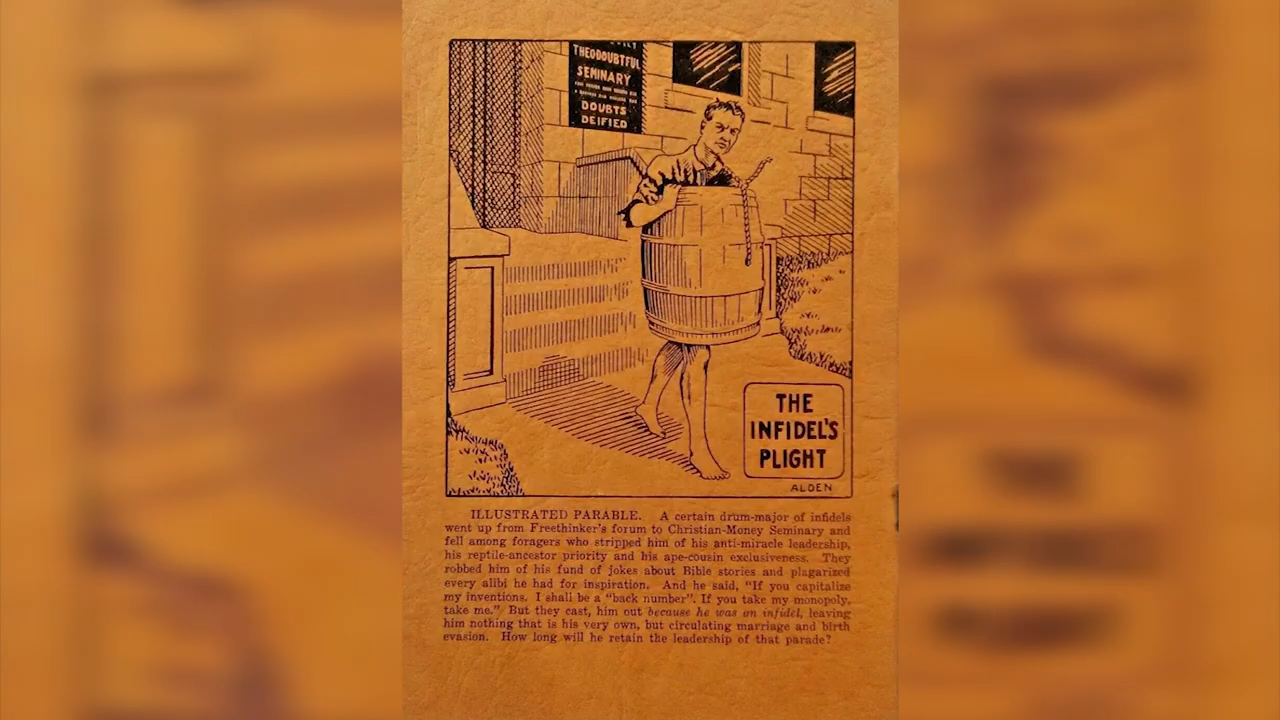 THEODOUBTFUL
SEMINARY
DOUBTS
DEIFIED
THE
INFIDEL'S
PLIGHT
ALDEN
ILLUSTRATED PARABLE. A certain drum-major of infidels
went up from Freethinker's forum to Christian-Money Seminary and
fell among foragers who stripped him of his anti-miracle leadership,
his reptile-ancestor priority and his ape-cousin exclusiveness. They
robbed him of his fund of jokes about Bible stories and plagarized
every alibi he had for inspiration. And he said, "If you capitalize
my inventions. I shall be a "back number". If you take my monopoly,
take me." But they cast, him out because he was an infidel, leaving
him nothing that is his very own, but circulating marriage and birth
evasion. How long will he retain the leadership of that parade?